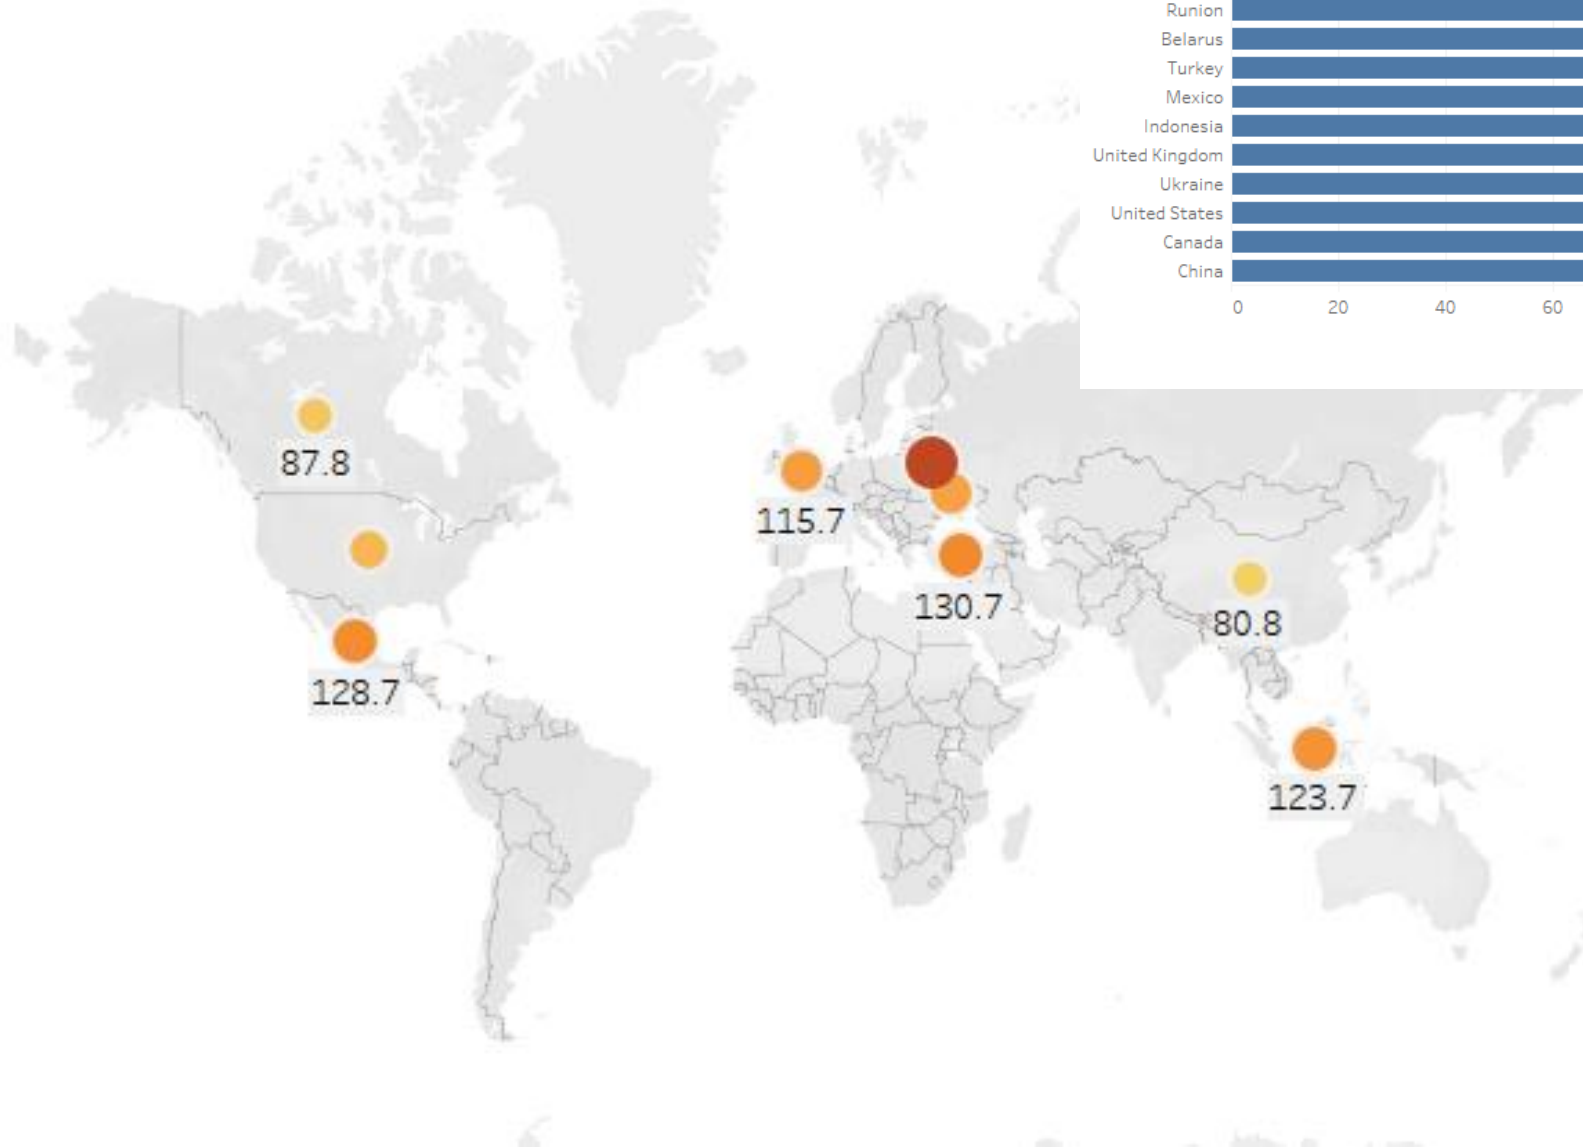 Runion
Belarus
Turkey
Mexico
Indonesia
United Kingdom
Ukraine
United States
Canada
China
0 20 40 60
87.8
115.7
130.7
80.8
128.7
123.7